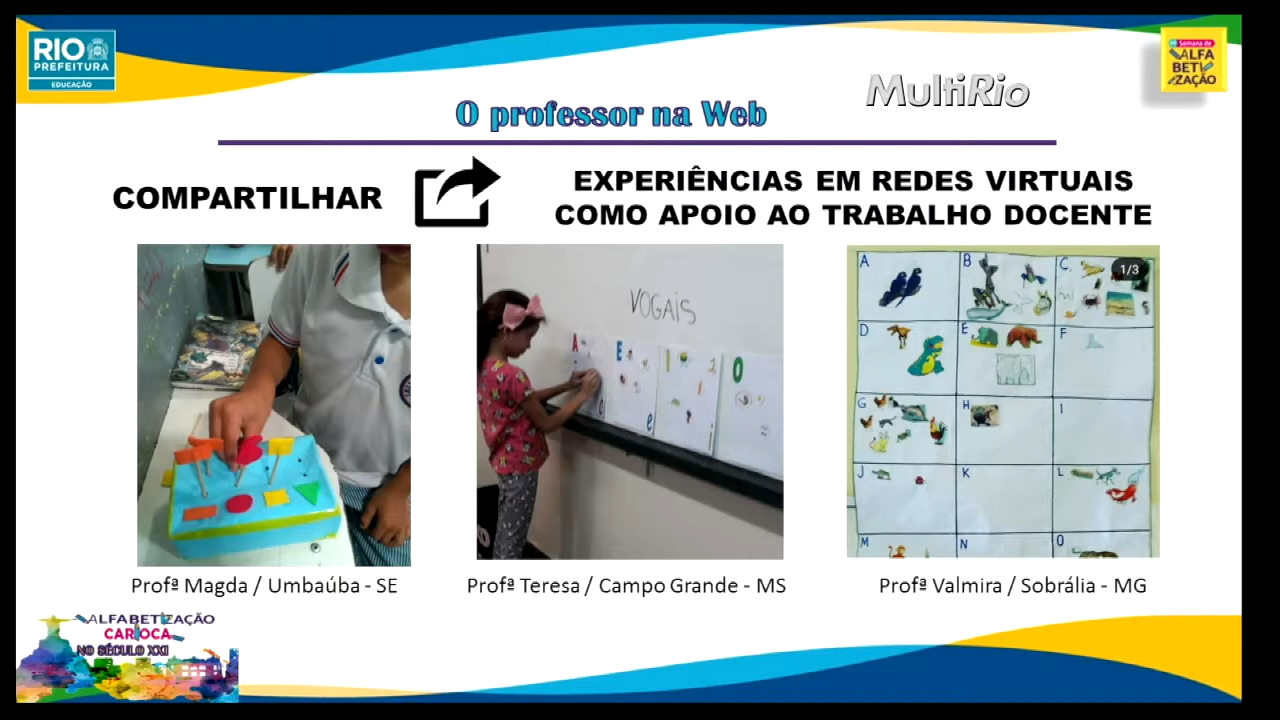 RIO
PREFEITURA
EDUCAÇÃO
Semana de
ALFA
BETI
ZAÇÃO
MultiRio
O professor na Web
COMPARTILHAR
EXPERIÊNCIAS EM REDES VIRTUAIS
COMO APOIO AO TRABALHO DOCENTE
VOGAIS
A
E
I
O
e
i
A
B
C
1/3
D
E
F
G
H
I
J
K
L
M
N
O
Profª Magda / Umbaúba - SE
Profª Teresa / Campo Grande - MS
Profª Valmira / Sobrália - MG
ALFABETIZAÇÃO
CARIOCA
NO SÉCULO XXI